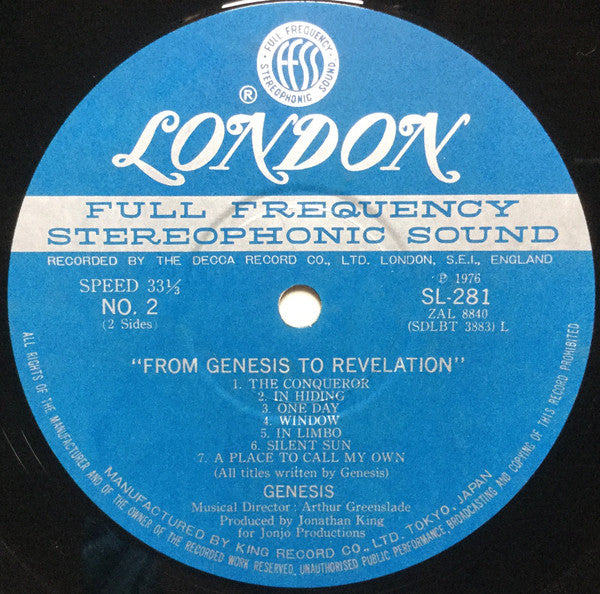 FULL FREQUENCY
ffss
STEREOPHONIC SOUND
®
LONDON
FULL FREQUENCY
STEREOPHONIC SOUND
RECORDED BY THE DECCA RECORD CO., LTD. LONDON, S.E.I., ENGLAND
SPEED 33⅓
NO. 2
(2 Sides)
℗ 1976
SL-281
ZAL 8840
(SDLBT 3883) L
"FROM GENESIS TO REVELATION"
1. THE CONQUEROR
2. IN HIDING
3. ONE DAY
4. WINDOW
5. IN LIMBO
6. SILENT SUN
7. A PLACE TO CALL MY OWN
(All titles written by Genesis)
GENESIS
Musical Director : Arthur Greenslade
Produced by Jonathan King
for Jonjo Productions
MANUFACTURED BY KING RECORD CO., LTD. TOKYO, JAPAN
ALL RIGHTS OF THE MANUFACTURER AND OF THE OWNER OF THE RECORDED WORK RESERVED. UNAUTHORISED PUBLIC PERFORMANCE, BROADCASTING AND COPYING OF THIS RECORD PROHIBITED